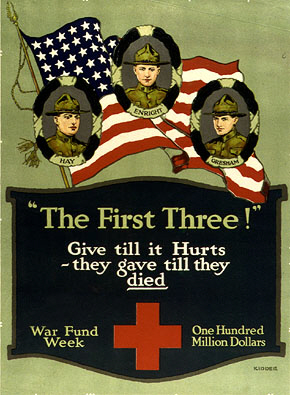 ENRIGHT
HAY
GRESHAM
"The First Three!"
Give till it Hurts
- they gave till they
died
War Fund
Week
One Hundred
Million Dollars
KIDDER